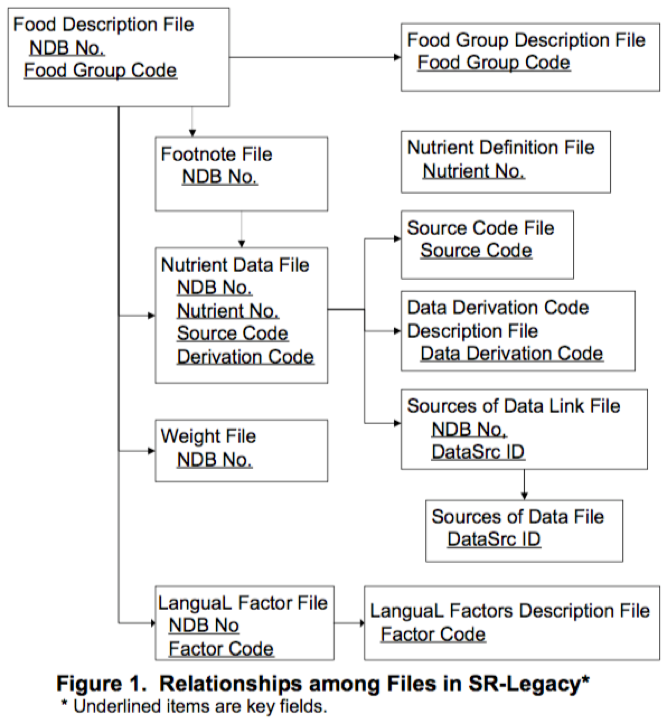 Food Description File
NDB No.
Food Group Code
Food Group Description File
Food Group Code
Footnote File
NDB No.
Nutrient Definition File
Nutrient No.
Nutrient Data File
NDB No.
Nutrient No.
Source Code
Derivation Code
Source Code File
Source Code
Data Derivation Code
Description File
Data Derivation Code
Sources of Data Link File
NDB No.
DataSrc ID
Weight File
NDB No.
Sources of Data File
DataSrc ID
LanguaL Factor File
NDB No
Factor Code
LanguaL Factors Description File
Factor Code
Figure 1.  Relationships among Files in SR-Legacy*
* Underlined items are key fields.